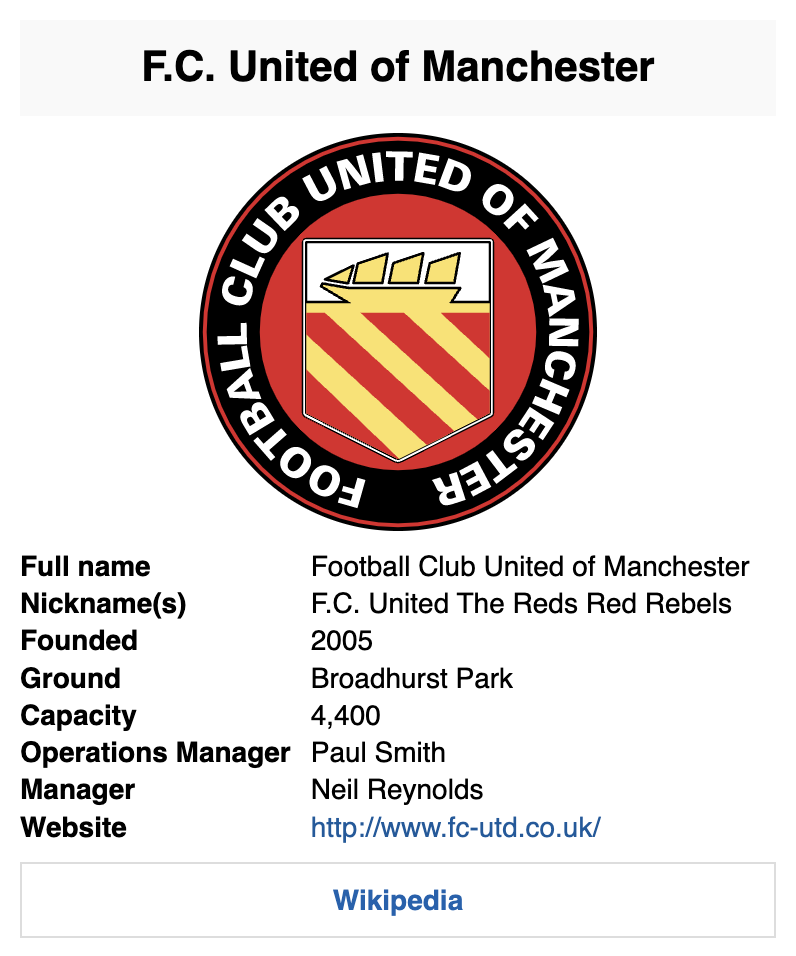 F.C. United of Manchester
FOOTBALL CLUB UNITED OF MANCHESTER
Full name Football Club United of Manchester
Nickname(s) F.C. United The Reds Red Rebels
Founded 2005
Ground Broadhurst Park
Capacity 4,400
Operations Manager Paul Smith
Manager Neil Reynolds
Website http://www.fc-utd.co.uk/
Wikipedia